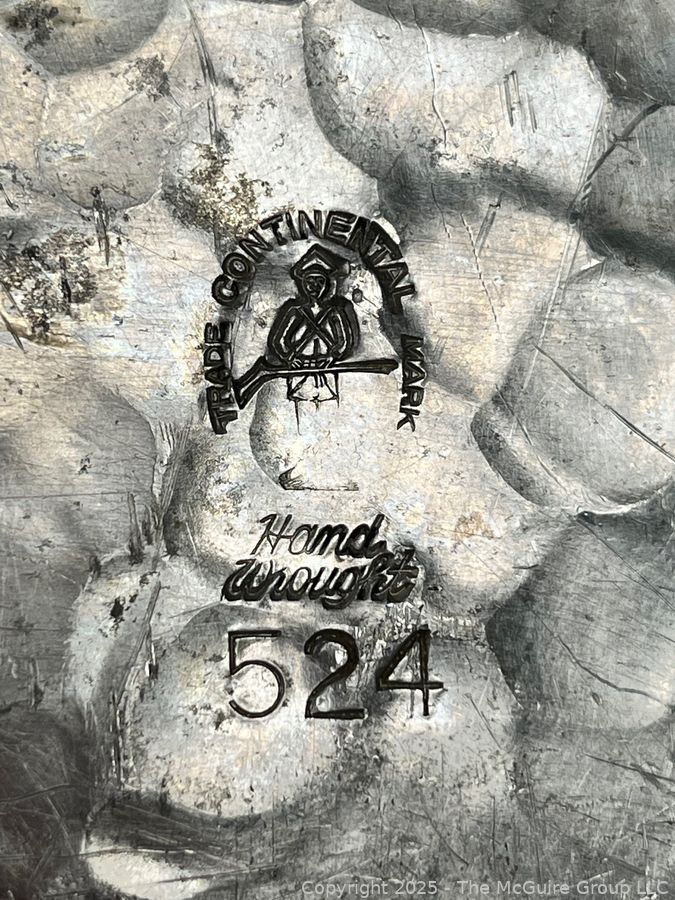 TRADE CONTINENTAL MARK
Hand
Wrought
524
Copyright 2025 - The McGuire Group LLC